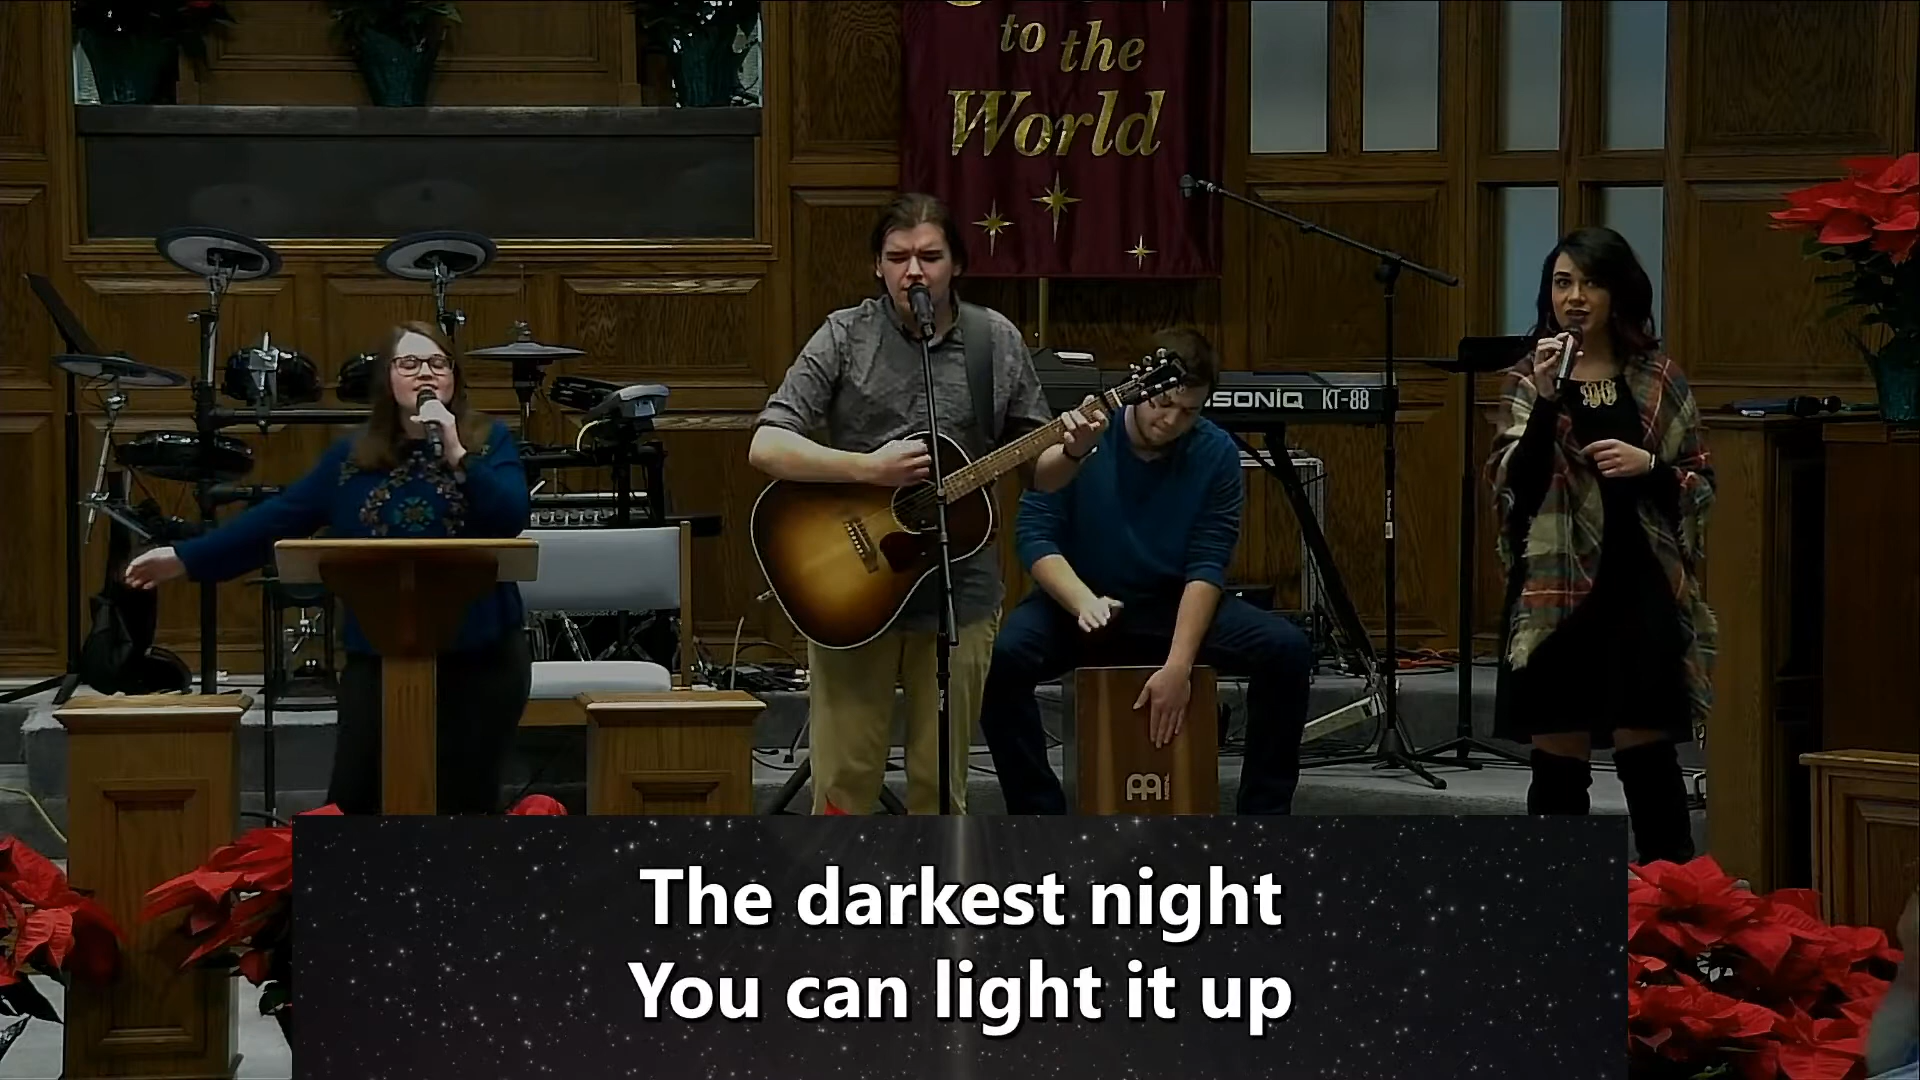 to the
World
SONIQ KT-88
The darkest night
You can light it up